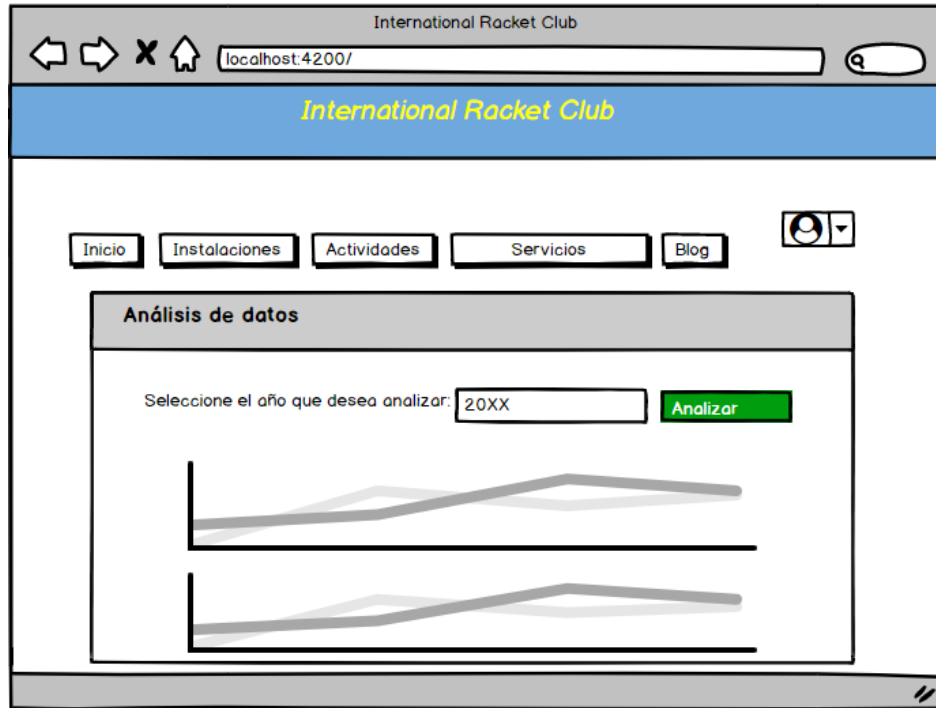 International Racket Club
localhost:4200/
International Racket Club
Inicio Instalaciones Actividades Servicios Blog
Análisis de datos
Seleccione el año que desea analizar: 20XX Analizar